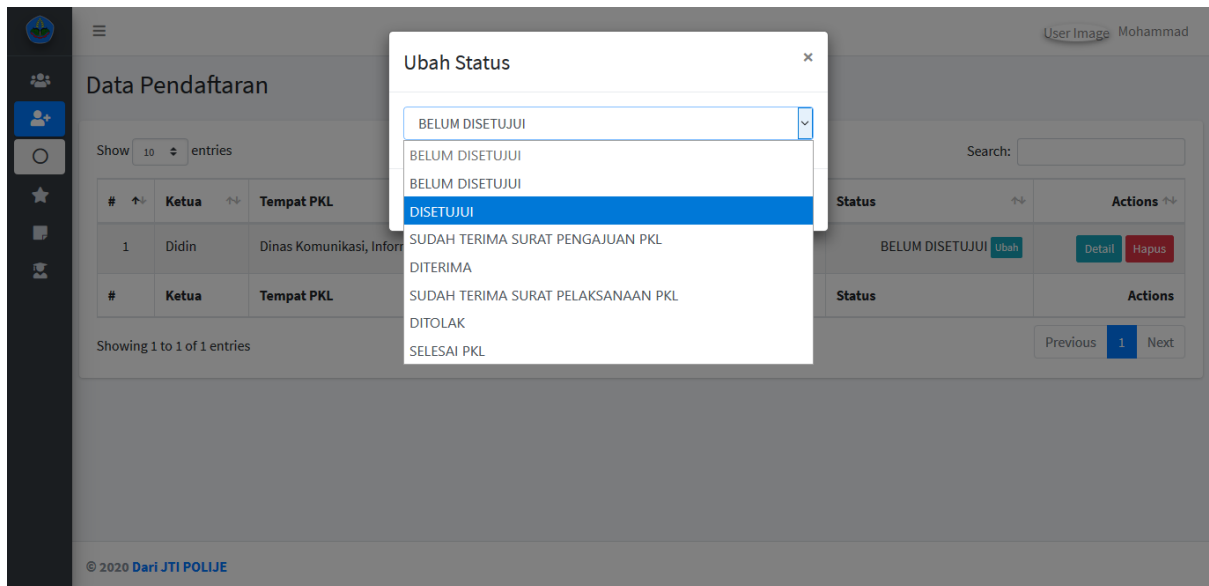 User Image Mohammad
Ubah Status ×
Data Pendaftaran
BELUM DISETUJUI
Show 10 entries
Search:
BELUM DISETUJUI
BELUM DISETUJUI
DISETUJUI
SUDAH TERIMA SURAT PENGAJUAN PKL
DITERIMA
SUDAH TERIMA SURAT PELAKSANAAN PKL
DITOLAK
SELESAI PKL
# Ketua Tempat PKL Status Actions
1 Didin Dinas Komunikasi, BELUM DISETUJUI Ubah Detail Hapus
# Ketua Tempat PKL Status Actions
Showing 1 to 1 of 1 entries
Previous 1 Next
© 2020 Dari JTI POLIJE